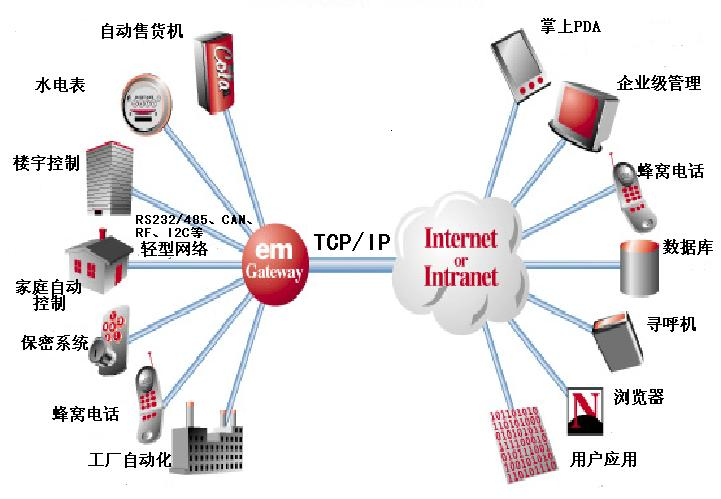 自动售货机
水电表
楼宇控制
RS232/485、CAN、
RF、I2C等
轻型网络
家庭自动
控制
保密系统
蜂窝电话
工厂自动化
Cola
em
Gateway
TCP/IP
Internet
or
Intranet
掌上PDA
企业级管理
蜂窝电话
数据库
寻呼机
N
浏览器
用户应用